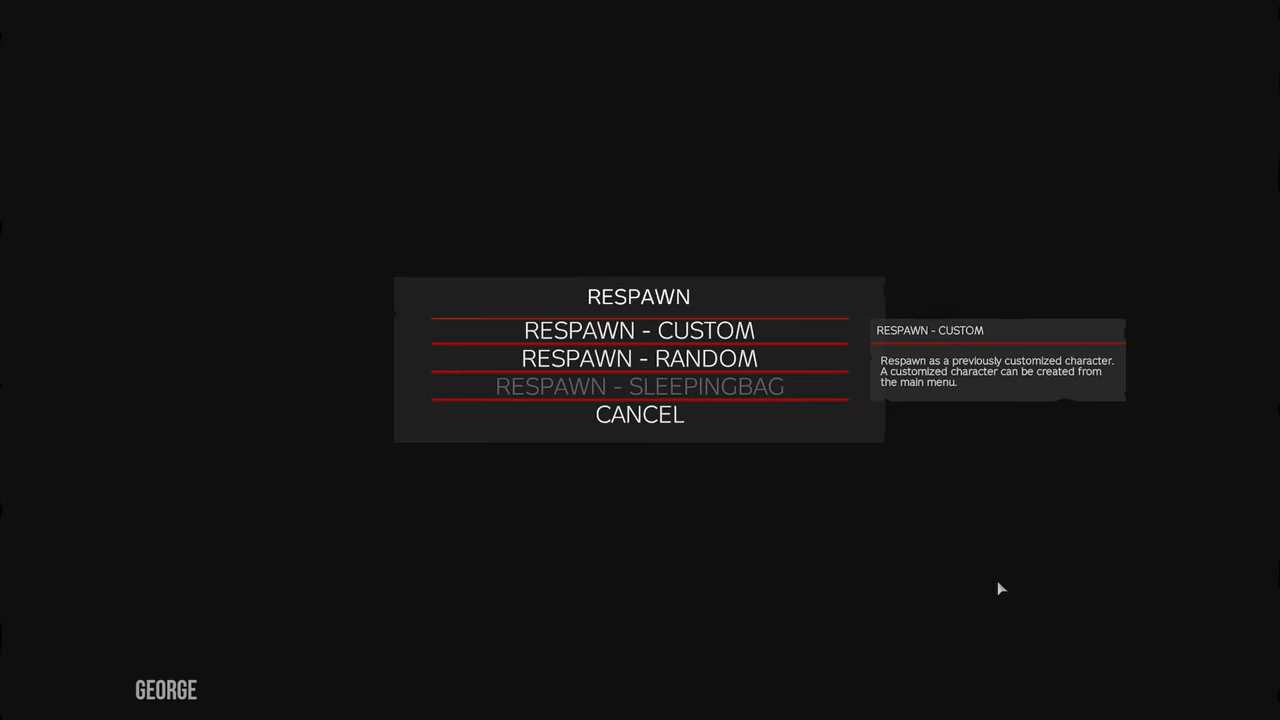 RESPAWN
RESPAWN - CUSTOM
RESPAWN - RANDOM
RESPAWN - SLEEPINGBAG
CANCEL
RESPAWN - CUSTOM
Respawn as a previously customized character.
A customized character can be created from
the main menu.
GEORGE